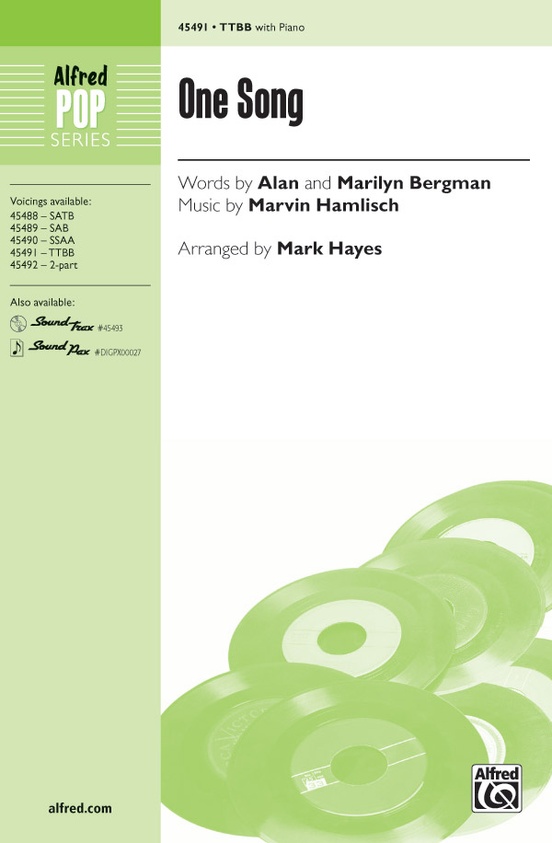 45491 • TTBB with Piano
Alfred
POP
SERIES
One Song
Words by Alan and Marilyn Bergman
Music by Marvin Hamlisch
Arranged by Mark Hayes
Voicings available:
45488 – SATB
45489 – SAB
45490 – SSAA
45491 – TTBB
45492 – 2-part
Also available:
SoundTrax #45493
SoundPax #DIGPX00027
alfred.com
Alfred